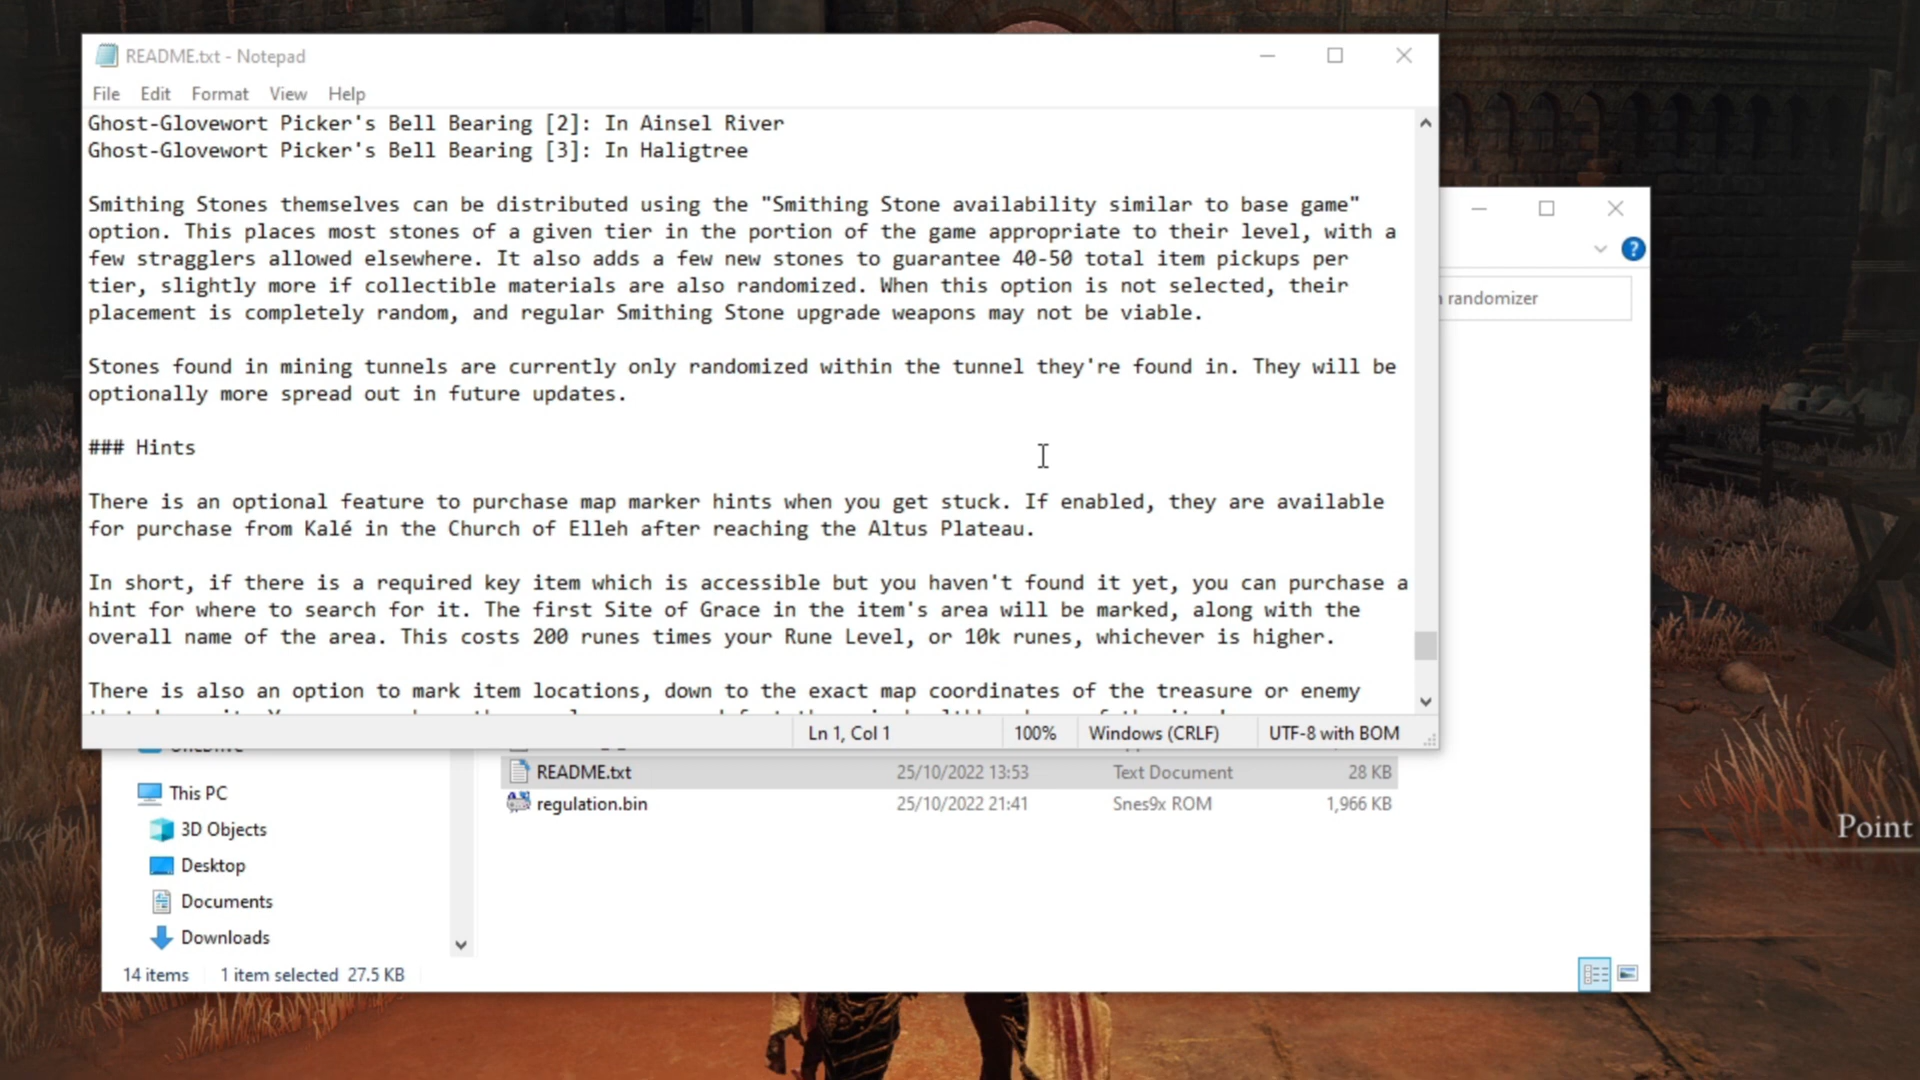 README.txt - Notepad
File Edit Format View Help
Ghost-Glovewort Picker's Bell Bearing [2]: In Ainsel River
Ghost-Glovewort Picker's Bell Bearing [3]: In Haligtree
Smithing Stones themselves can be distributed using the "Smithing Stone availability similar to base game"
option. This places most stones of a given tier in the portion of the game appropriate to their level, with a
few stragglers allowed elsewhere. It also adds a few new stones to guarantee 40-50 total item pickups per
tier, slightly more if collectible materials are also randomized. When this option is not selected, their
placement is completely random, and regular Smithing Stone upgrade weapons may not be viable.
Stones found in mining tunnels are currently only randomized within the tunnel they're found in. They will be
optionally more spread out in future updates.
### Hints
There is an optional feature to purchase map marker hints when you get stuck. If enabled, they are available
for purchase from Kalé in the Church of Elleh after reaching the Altus Plateau.
In short, if there is a required key item which is accessible but you haven't found it yet, you can purchase a
hint for where to search for it. The first Site of Grace in the item's area will be marked, along with the
overall name of the area. This costs 200 runes times your Rune Level, or 10k runes, whichever is higher.
There is also an option to mark item locations, down to the exact map coordinates of the treasure or enemy
Ln 1, Col 1 100% Windows (CRLF) UTF-8 with BOM
randomizer
README.txt 25/10/2022 13:53 Text Document 28 KB
regulation.bin 25/10/2022 21:41 Snes9x ROM 1,966 KB
This PC
3D Objects
Desktop
Documents
Downloads
14 items 1 item selected 27.5 KB
Point